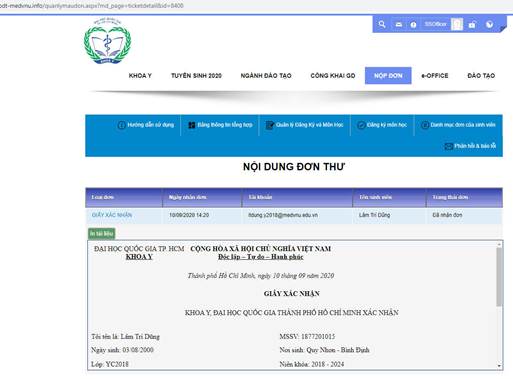 dt-medvnu.info/quanlymaudon.aspx?md_page=ticketdetail&id=8408
SSOfficer
KHOA Y TUYỂN SINH 2020 NGÀNH ĐÀO TẠO CÔNG KHAI GD NỘP ĐƠN e-OFFICE ĐÀO TẠO
Hướng dẫn sử dụng Bảng thông tin tổng hợp Quản lý Đăng Ký và Môn Học Đăng ký môn học Danh mục đơn của sinh viên
Phản hồi & báo lỗi
NỘI DUNG ĐƠN THƯ
Loại đơn Ngày nhận đơn Tài khoản Tên sinh viên Trạng thái đơn
GIẤY XÁC NHẬN 10/09/2020 14:20 ltdung.y2018@medvnu.edu.vn Lâm Trí Dũng Đã nhận đơn
In tài liệu
ĐẠI HỌC QUỐC GIA TP. HCM CỘNG HÒA XÃ HỘI CHỦ NGHĨA VIỆT NAM
KHOA Y Độc lập – Tự do – Hạnh phúc
Thành phố Hồ Chí Minh, ngày 10 tháng 09 năm 2020
GIẤY XÁC NHẬN
KHOA Y, ĐẠI HỌC QUỐC GIA THÀNH PHỐ HỒ CHÍ MINH XÁC NHẬN
Tôi tên là: Lâm Trí Dũng MSSV: 1877201015
Ngày sinh: 03/08/2000 Nơi sinh: Quy Nhơn - Bình Định
Lớp: YC2018 Niên khóa: 2018 - 2024